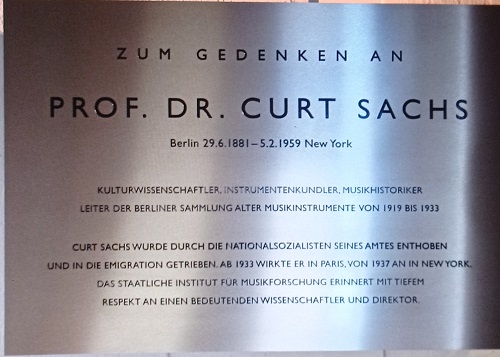 ZUM GEDENKEN AN
PROF. DR. CURT SACHS
Berlin 29.6.1881 – 5.2.1959 New York
KULTURWISSENSCHAFTLER, INSTRUMENTENKUNDLER, MUSIKHISTORIKER
LEITER DER BERLINER SAMMLUNG ALTER MUSIKINSTRUMENTE VON 1919 BIS 1933
CURT SACHS WURDE DURCH DIE NATIONALSOZIALISTEN SEINES AMTES ENTHOBEN
UND IN DIE EMIGRATION GETRIEBEN. AB 1933 WIRKTE ER IN PARIS, VON 1937 AN IN NEW YORK.
DAS STAATLICHE INSTITUT FÜR MUSIKFORSCHUNG ERINNERT MIT TIEFEM
RESPEKT AN EINEN BEDEUTENDEN WISSENSCHAFTLER UND DIREKTOR.